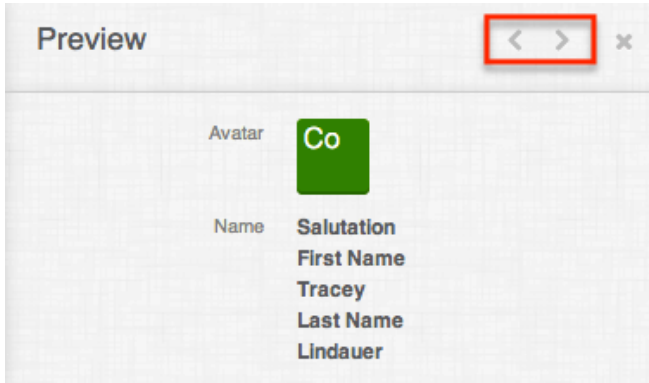 Preview
Avatar
Co
Name
Salutation
First Name
Tracey
Last Name
Lindauer